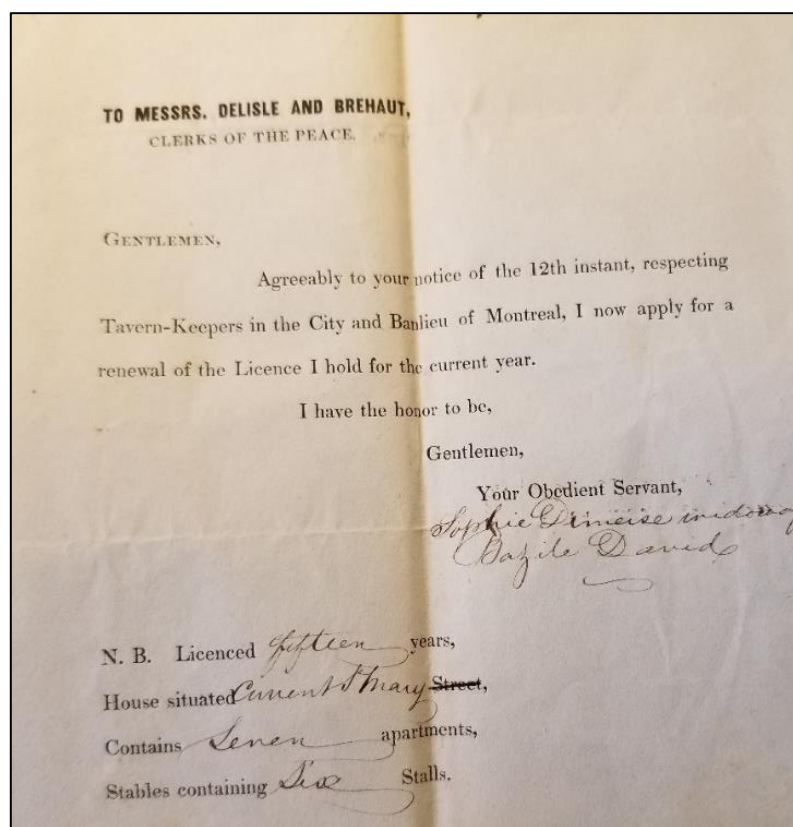 TO MESSRS. DELISLE AND BREHAUT,
CLERKS OF THE PEACE.
GENTLEMEN,
Agreeably to your notice of the 12th instant, respecting
Tavern-Keepers in the City and Banlieu of Montreal, I now apply for a
renewal of the Licence I hold for the current year.
I have the honor to be,
Gentlemen,
Your Obedient Servant,
Sophie widow of
Bazile David
N. B. Licenced fifteen years,
House situated Current St Mary Street,
Contains Seven apartments,
Stables containing Six Stalls.